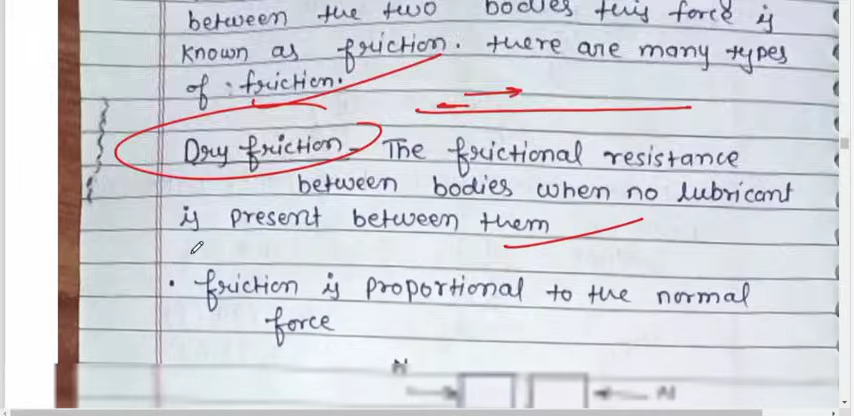 between the two bodies this force is
known as friction. there are many types
of : friction.
Dry friction - The frictional resistance
between bodies when no lubricant
is present between them
• friction is proportional to the normal
force
N
N